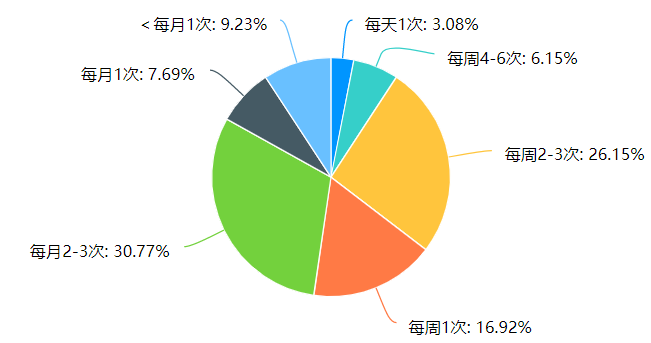 <每月1次: 9.23%
每天1次: 3.08%
每周4-6次: 6.15%
每月1次: 7.69%
每周2-3次: 26.15%
每月2-3次: 30.77%
每周1次: 16.92%